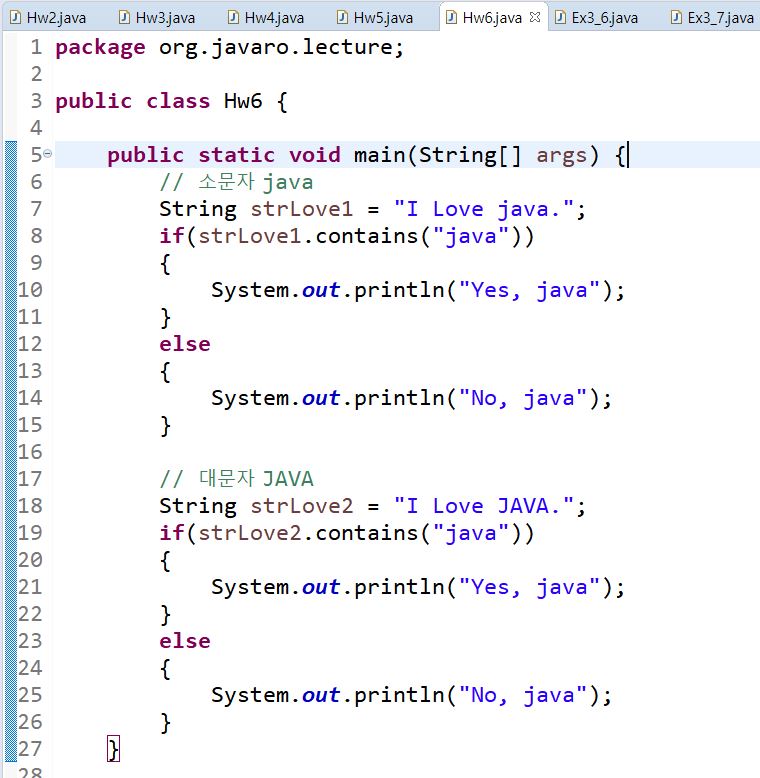 Hw2.java Hw3.java Hw4.java Hw5.java Hw6.java Ex3_6.java Ex3_7.java
1 package org.javaro.lecture;
2
3 public class Hw6 {
4
5 public static void main(String[] args) {
6 // 소문자 java
7 String strLove1 = "I Love java.";
8 if(strLove1.contains("java"))
9 {
10 System.out.println("Yes, java");
11 }
12 else
13 {
14 System.out.println("No, java");
15 }
16
17 // 대문자 JAVA
18 String strLove2 = "I Love JAVA.";
19 if(strLove2.contains("java"))
20 {
21 System.out.println("Yes, java");
22 }
23 else
24 {
25 System.out.println("No, java");
26 }
27 }
28